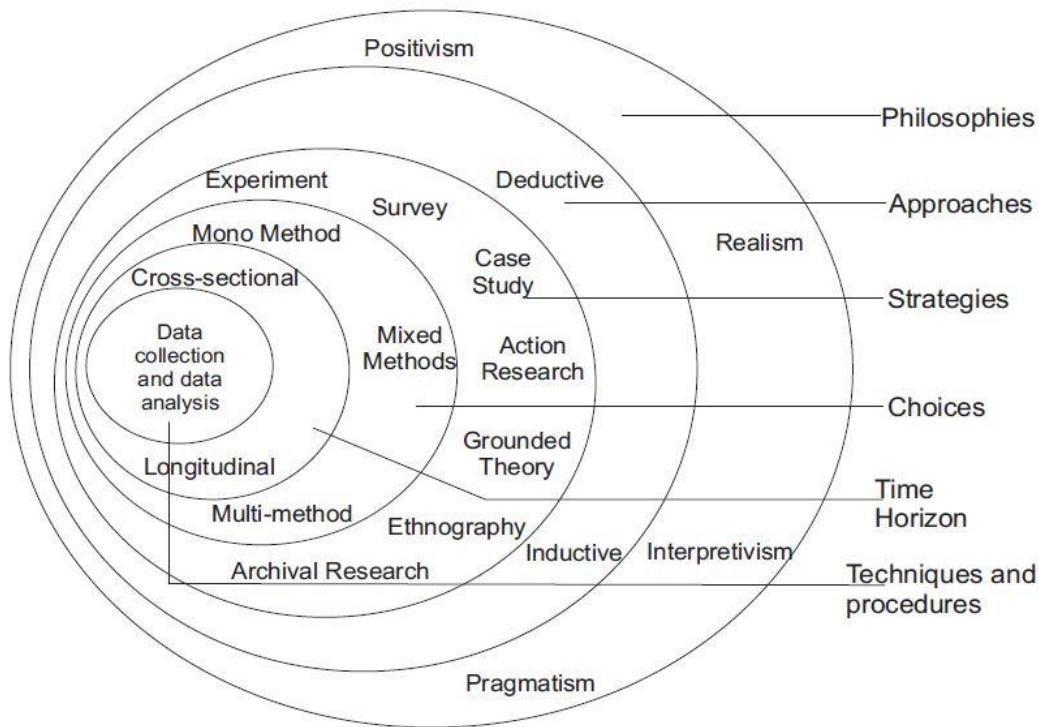 Positivism
Philosophies
Experiment
Deductive
Survey
Approaches
Mono Method
Realism
Case
Study
Cross-sectional
Strategies
Data
collection
and data
analysis
Mixed
Methods
Action
Research
Choices
Grounded
Theory
Longitudinal
Time
Horizon
Multi-method
Ethnography
Inductive
Interpretivism
Archival Research
Techniques and
procedures
Pragmatism